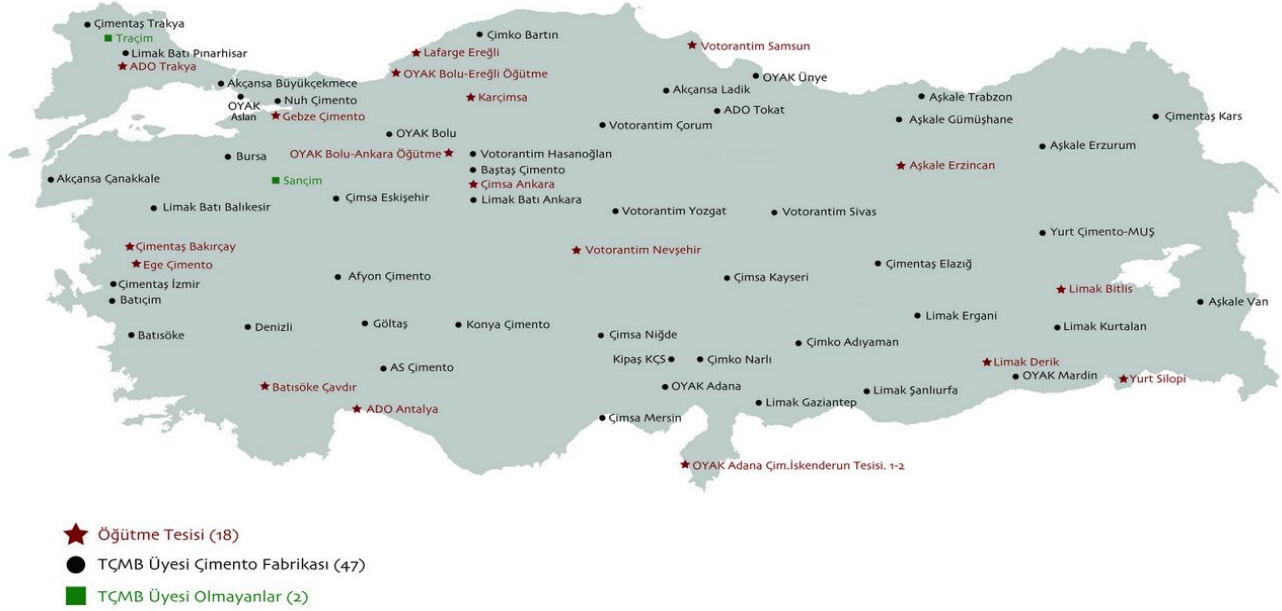 Çimentaş Trakya
Traçim
Limak Batı Pınarhisar
ADO Trakya
Akçansa Büyükçekmece
OYAK
Aslan
Nuh Çimento
Gebze Çimento
Lafarge Ereğli
OYAK Bolu-Ereğli Öğütme
Çimko Bartın
Karçimsa
Votorantim Samsun
OYAK Ünye
Akçansa Ladik
ADO Tokat
Votorantim Çorum
Aşkale Trabzon
Aşkale Gümüşhane
Çimentaş Kars
Aşkale Erzurum
Aşkale Erzincan
OYAK Bolu
OYAK Bolu-Ankara Öğütme
Votorantim Hasanoğlan
Baştaş Çimento
Çimsa Ankara
Limak Batı Ankara
Bursa
Sançim
Akçansa Çanakkale
Limak Batı Balıkesir
Çimsa Eskişehir
Votorantim Yozgat
Votorantim Sivas
Yurt Çimento-MUŞ
Çimentaş Bakırçay
Ege Çimento
Çimentaş İzmir
Batıçim
Afyon Çimento
Votorantim Nevşehir
Çimsa Kayseri
Çimentaş Elazığ
Limak Bitlis
Aşkale Van
Batısöke
Denizli
Göltaş
Konya Çimento
Çimsa Niğde
Çimko Adıyaman
Limak Ergani
Limak Kurtalan
Kipaş KÇS
Çimko Narlı
AS Çimento
Batısöke Çavdır
ADO Antalya
OYAK Adana
Çimsa Mersin
Limak Gaziantep
Limak Şanlıurfa
Limak Derik
OYAK Mardin
Yurt Silopi
OYAK Adana Çim.İskenderun Tesisi. 1-2
Öğütme Tesisi (18)
TÇMB Üyesi Çimento Fabrikası (47)
TÇMB Üyesi Olmayanlar (2)